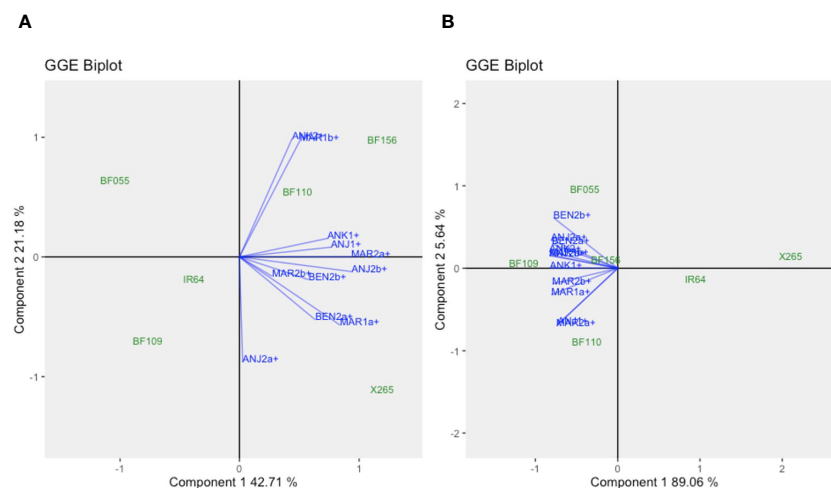 A
GGE Biplot
1
0
-1
Component 2 21.18 %
BF156
MAR1b+
BF110
BF055
ANK1+
ANJ1+
MAR2a+
ANJ2b+
MAR2b+
BEN2b+
IR64
BEN2a+
MAR1a+
BF109
ANJ2a+
X265
-1
0
1
Component 1 42.71 %
B
GGE Biplot
2
1
0
-1
-2
Component 2 5.64 %
BF055
BEN2b+
ANJ2a+
BEN2a+
BF109
BF156
ANK1+
X265
IR64
MAR2b+
MAR1a+
MAR2a+
BF110
-1
0
1
2
Component 1 89.06 %